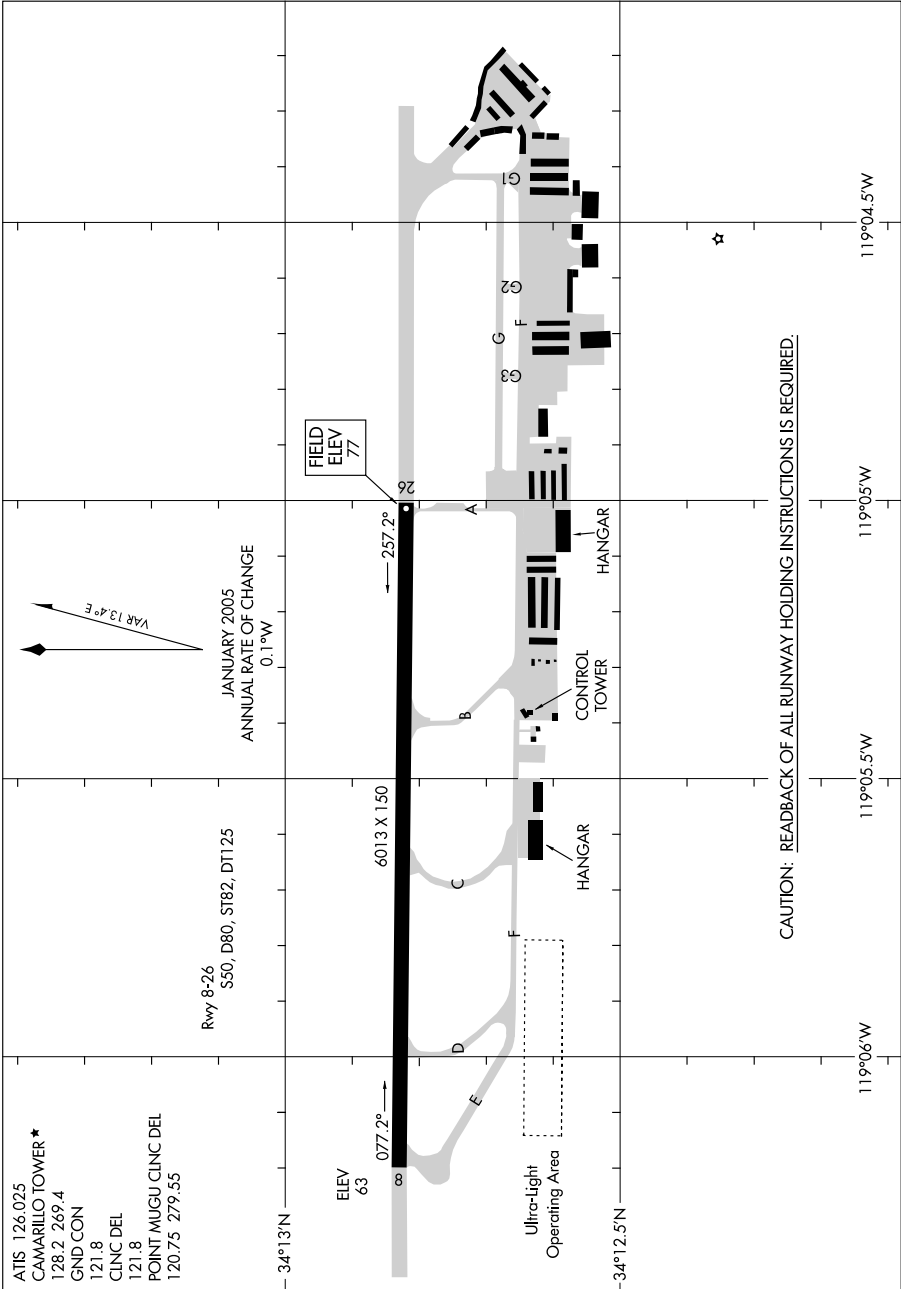 ATIS 126.025
CAMARILLO TOWER ★
128.2 269.4
GND CON
121.8
CLNC DEL
121.8
POINT MUGU CLNC DEL
120.75 279.55
Rwy 8-26
S50, D80, ST82, DT125
VAR 13.4° E
JANUARY 2005
ANNUAL RATE OF CHANGE
0.1°W
34°13'N
ELEV
63
8
077.2°
6013 X 150
257.2°
26
FIELD
ELEV
77
D
E
C
B
A
F
G
G3
G2
G1
F
Ultra-Light
Operating Area
HANGAR
CONTROL
TOWER
HANGAR
34°12.5'N
CAUTION: READBACK OF ALL RUNWAY HOLDING INSTRUCTIONS IS REQUIRED.
119°06'W
119°05.5'W
119°05'W
119°04.5'W